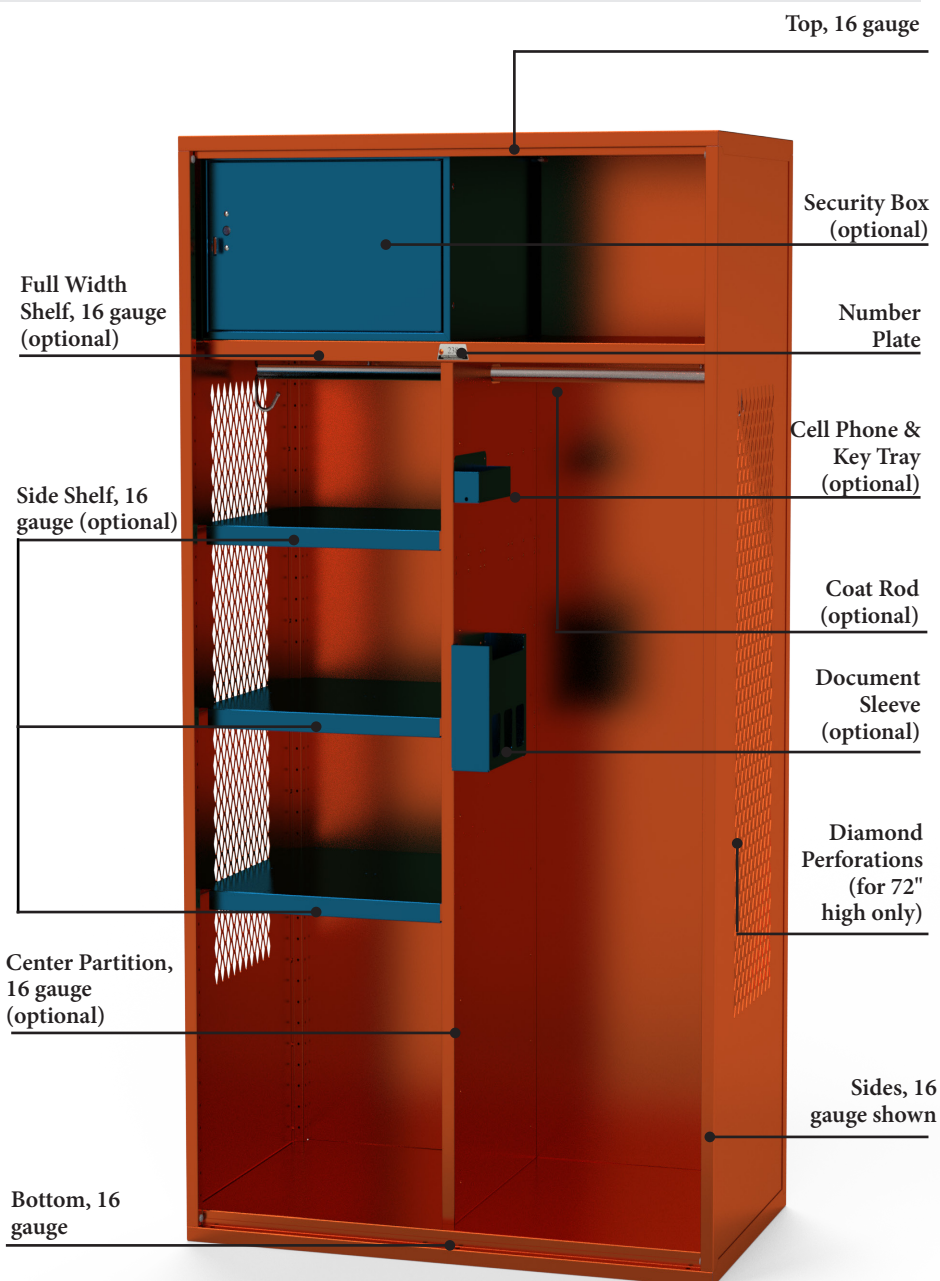 Top, 16 gauge
Security Box
(optional)
Full Width
Shelf, 16 gauge
(optional)
Number
Plate
Cell Phone &
Key Tray
(optional)
Side Shelf, 16
gauge (optional)
Coat Rod
(optional)
Document
Sleeve
(optional)
Diamond
Perforations
(for 72"
high only)
Center Partition,
16 gauge
(optional)
Sides, 16
gauge shown
Bottom, 16
gauge